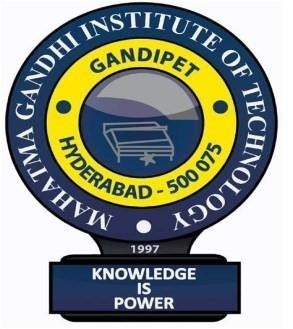 MAHATMA GANDHI INSTITUTE OF TECHNOLOGY
GANDIPET
HYDERABAD - 500 075
1997
KNOWLEDGE
IS
POWER